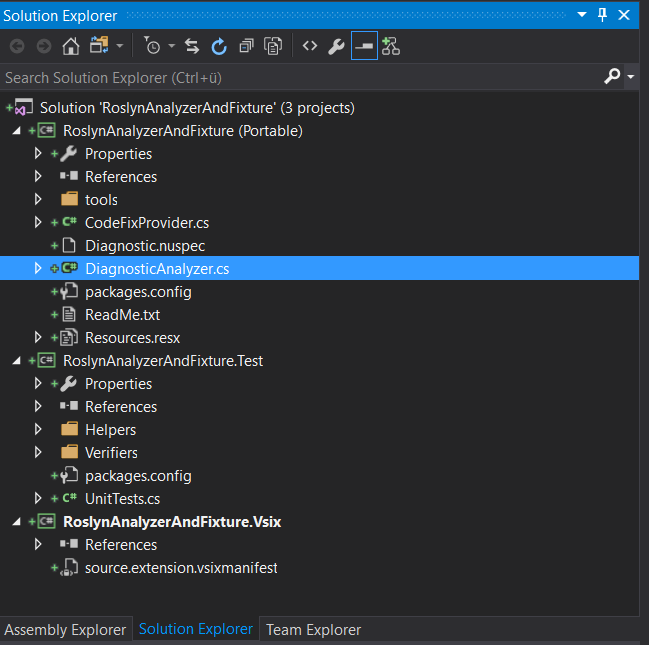 Solution Explorer
Search Solution Explorer (Ctrl+ü)
Solution 'RoslynAnalyzerAndFixture' (3 projects)
C# RoslynAnalyzerAndFixture (Portable)
Properties
References
tools
C# CodeFixProvider.cs
Diagnostic.nuspec
C# DiagnosticAnalyzer.cs
packages.config
ReadMe.txt
Resources.resx
C# RoslynAnalyzerAndFixture.Test
Properties
References
Helpers
Verifiers
packages.config
C# UnitTests.cs
C# RoslynAnalyzerAndFixture.Vsix
References
source.extension.vsixmanifest
Assembly Explorer Solution Explorer Team Explorer